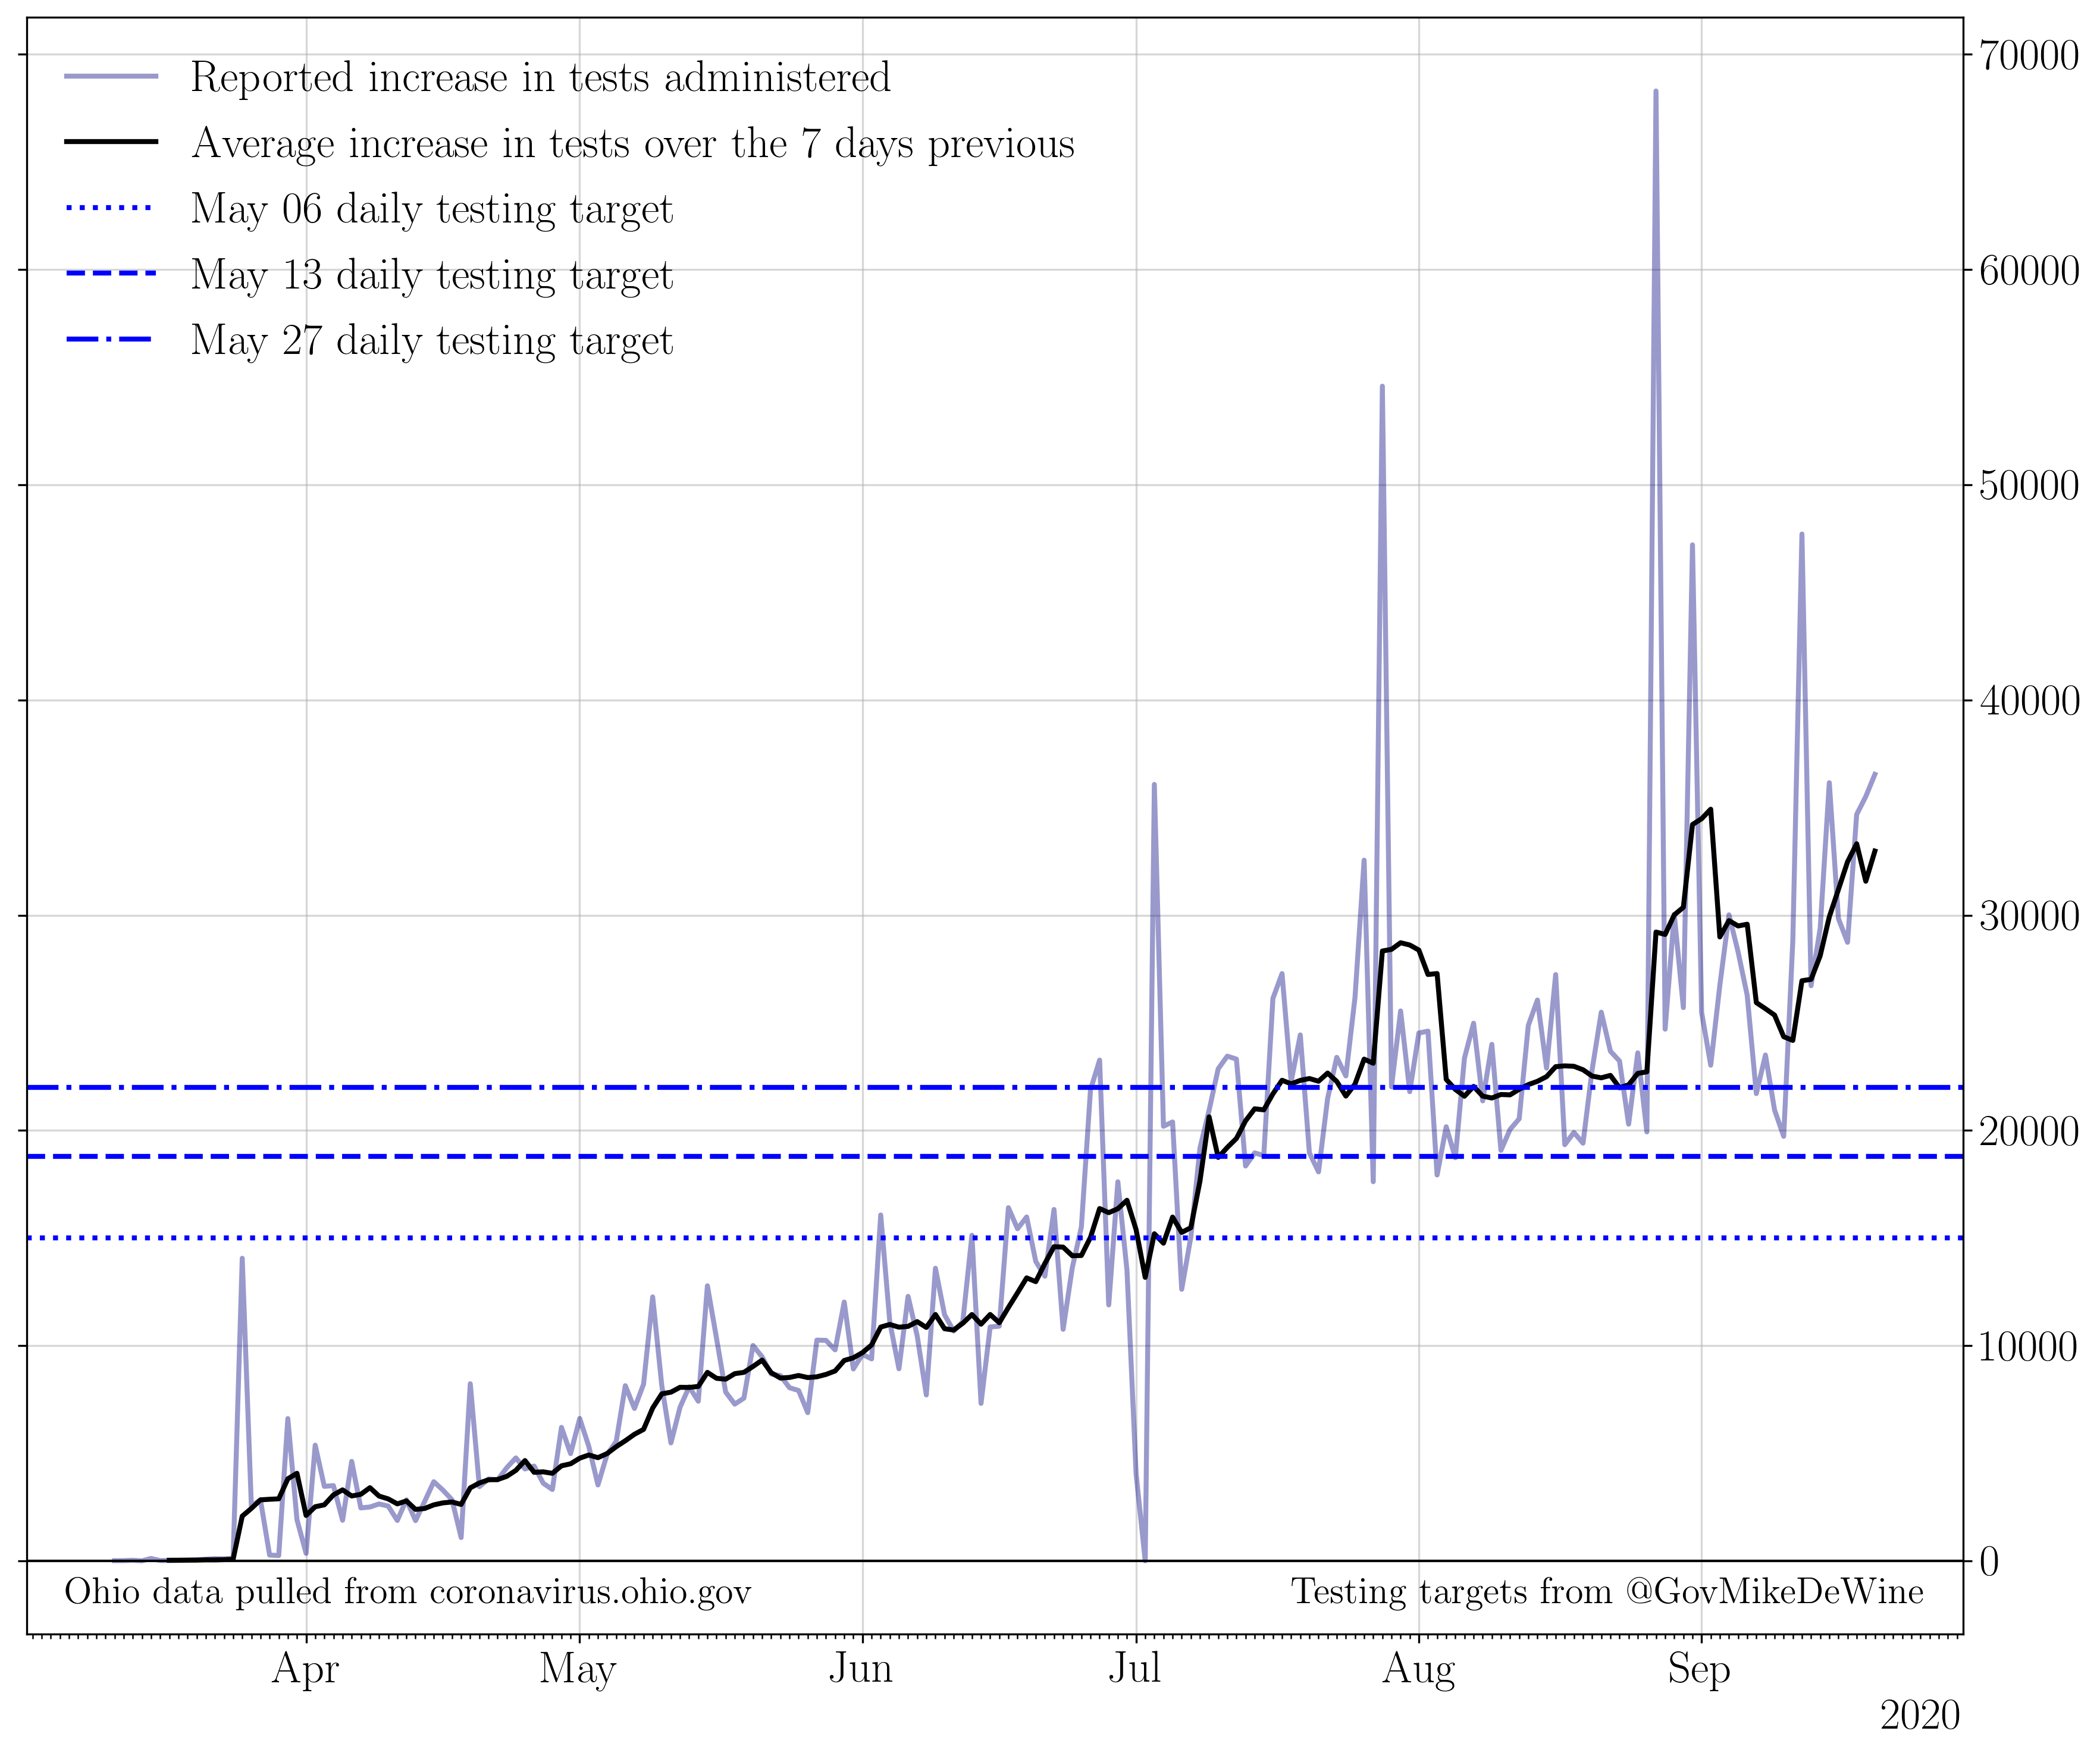 Reported increase in tests administered
Average increase in tests over the 7 days previous
May 06 daily testing target
May 13 daily testing target
May 27 daily testing target
70000
60000
50000
40000
30000
20000
10000
0
Ohio data pulled from coronavirus.ohio.gov
Testing targets from @GovMikeDeWine
Apr May Jun Jul Aug Sep
2020